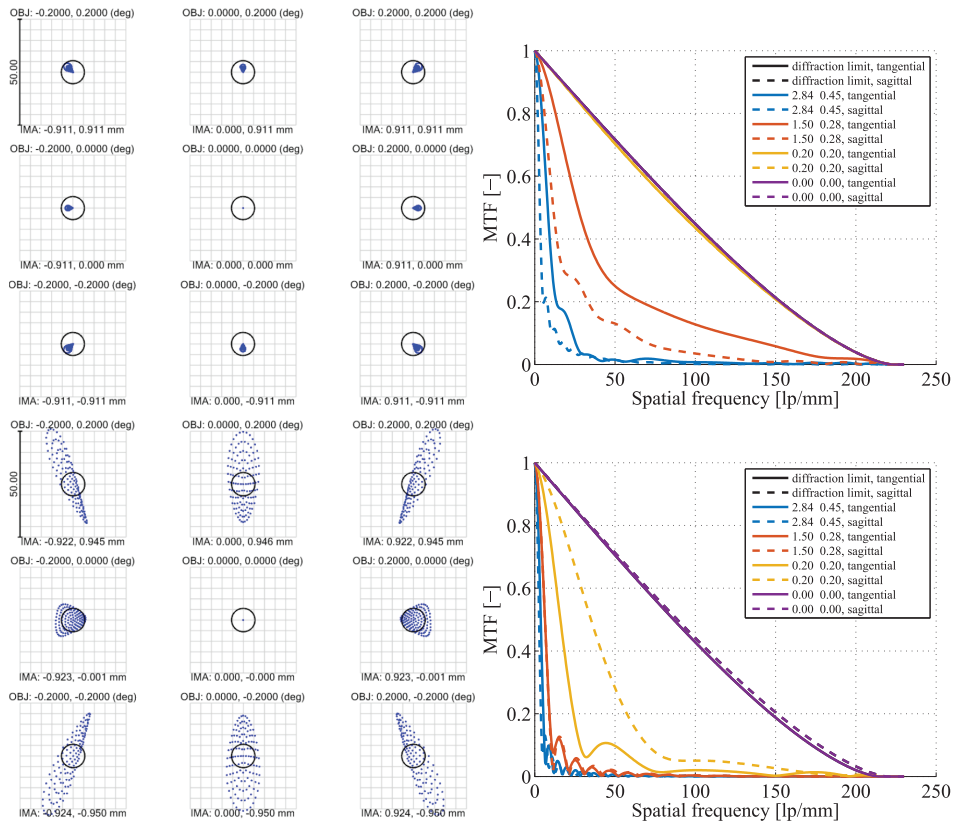 OBJ: -0.2000, 0.2000 (deg)
OBJ: 0.0000, 0.2000 (deg)
OBJ: 0.2000, 0.2000 (deg)
50.00
IMA: -0.911, 0.911 mm
IMA: 0.000, 0.911 mm
IMA: 0.911, 0.911 mm
OBJ: -0.2000, 0.0000 (deg)
OBJ: 0.0000, 0.0000 (deg)
OBJ: 0.2000, 0.0000 (deg)
IMA: -0.911, 0.000 mm
IMA: 0.000, 0.000 mm
IMA: 0.911, 0.000 mm
OBJ: -0.2000, -0.2000 (deg)
OBJ: 0.0000, -0.2000 (deg)
OBJ: 0.2000, -0.2000 (deg)
IMA: -0.911, -0.911 mm
IMA: 0.000, -0.911 mm
IMA: 0.911, -0.911 mm
OBJ: -0.2000, 0.2000 (deg)
OBJ: 0.0000, 0.2000 (deg)
OBJ: 0.2000, 0.2000 (deg)
50.00
IMA: -0.922, 0.945 mm
IMA: 0.000, 0.946 mm
IMA: 0.922, 0.945 mm
OBJ: -0.2000, 0.0000 (deg)
OBJ: 0.0000, 0.0000 (deg)
OBJ: 0.2000, 0.0000 (deg)
IMA: -0.923, -0.001 mm
IMA: 0.000, -0.000 mm
IMA: 0.923, -0.001 mm
OBJ: -0.2000, -0.2000 (deg)
OBJ: 0.0000, -0.2000 (deg)
OBJ: 0.2000, -0.2000 (deg)
IMA: -0.924, -0.950 mm
IMA: 0.000, -0.950 mm
IMA: 0.924, -0.950 mm
1
0.8
0.6
0.4
0.2
0
MTF [−]
diffraction limit, tangential
diffraction limit, sagittal
2.84 0.45, tangential
2.84 0.45, sagittal
1.50 0.28, tangential
1.50 0.28, sagittal
0.20 0.20, tangential
0.20 0.20, sagittal
0.00 0.00, tangential
0.00 0.00, sagittal
0 50 100 150 200 250
Spatial frequency [lp/mm]
1
0.8
0.6
0.4
0.2
0
MTF [−]
diffraction limit, tangential
diffraction limit, sagittal
2.84 0.45, tangential
2.84 0.45, sagittal
1.50 0.28, tangential
1.50 0.28, sagittal
0.20 0.20, tangential
0.20 0.20, sagittal
0.00 0.00, tangential
0.00 0.00, sagittal
0 50 100 150 200 250
Spatial frequency [lp/mm]